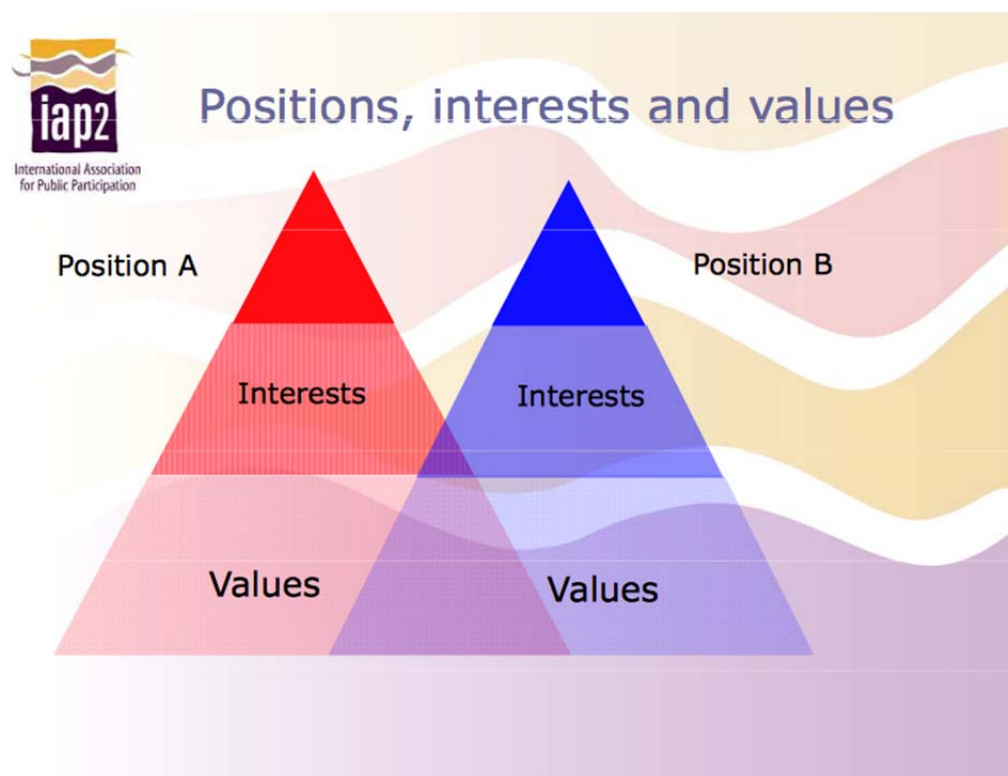 iap2
International Association
for Public Participation
Positions, interests and values
Position A
Position B
Interests
Interests
Values
Values